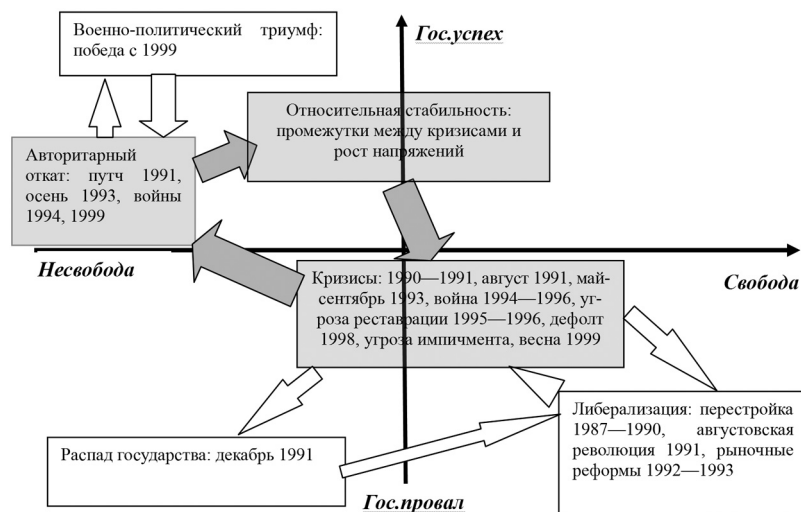 Военно-политический триумф:
победа с 1999
Гос.успех
Относительная стабильность:
промежутки между кризисами и
рост напряжений
Авторитарный
откат: путч 1991,
осень 1993, войны
1994, 1999
Несвобода
Свобода
Кризисы: 1990—1991, август 1991, май-
сентябрь 1993, война 1994—1996, уг-
роза реставрации 1995—1996, дефолт
1998, угроза импичмента, весна 1999
Либерализация: перестройка
1987—1990, августовская
революция 1991, рыночные
реформы 1992—1993
Распад государства: декабрь 1991
Гос.провал